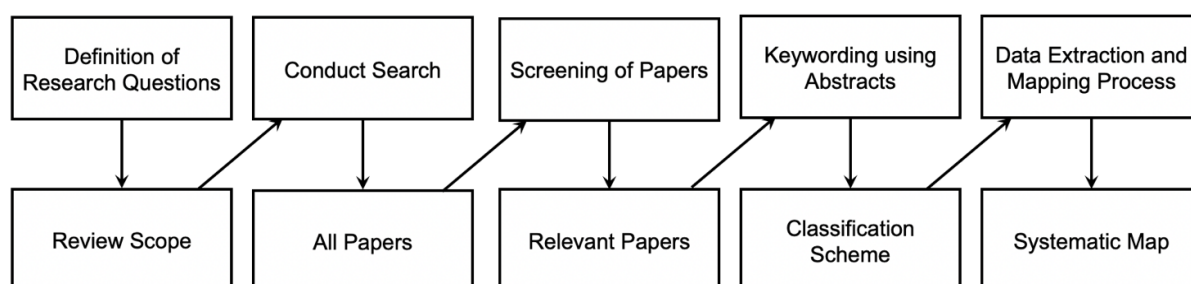 Definition of
Research Questions
Conduct Search
Screening of Papers
Keywording using
Abstracts
Data Extraction and
Mapping Process
Review Scope
All Papers
Relevant Papers
Classification
Scheme
Systematic Map